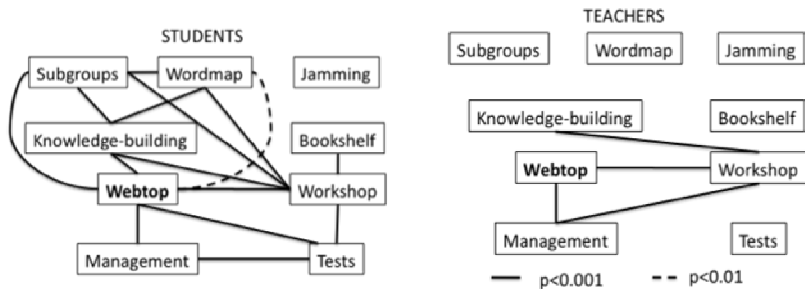 STUDENTS
Subgroups Wordmap Jamming
Knowledge-building Bookshelf
Webtop Workshop
Management Tests
TEACHERS
Subgroups Wordmap Jamming
Knowledge-building Bookshelf
Webtop Workshop
Management Tests
p<0.001 p<0.01